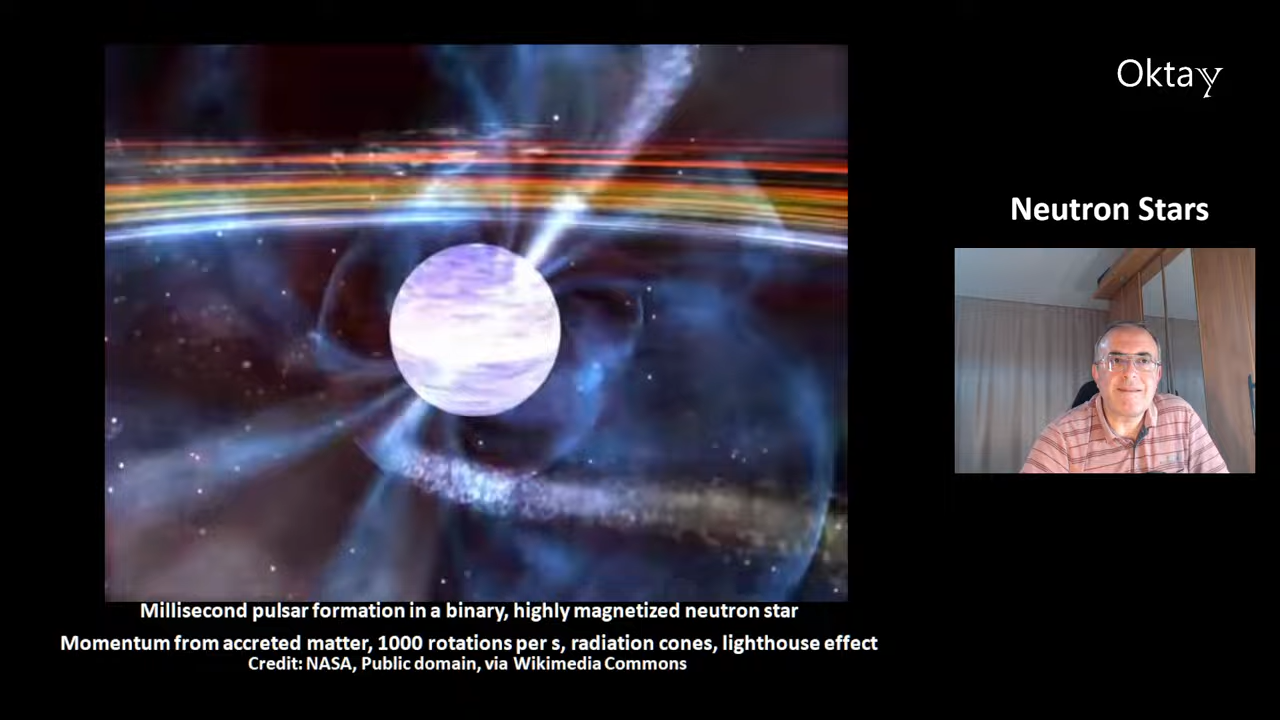 Oktay
Neutron Stars
Millisecond pulsar formation in a binary, highly magnetized neutron star
Momentum from accreted matter, 1000 rotations per s, radiation cones, lighthouse effect
Credit: NASA, Public domain, via Wikimedia Commons